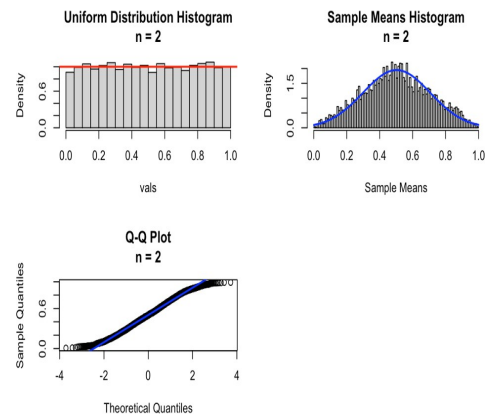 Uniform Distribution Histogram
n = 2
Density
0.0 0.6
0.0 0.2 0.4 0.6 0.8 1.0
vals
Sample Means Histogram
n = 2
Density
0.0 1.5
0.0 0.2 0.4 0.6 0.8 1.0
Sample Means
Q-Q Plot
n = 2
Sample Quantiles
0.0 0.6
-4 -2 0 2 4
Theoretical Quantiles